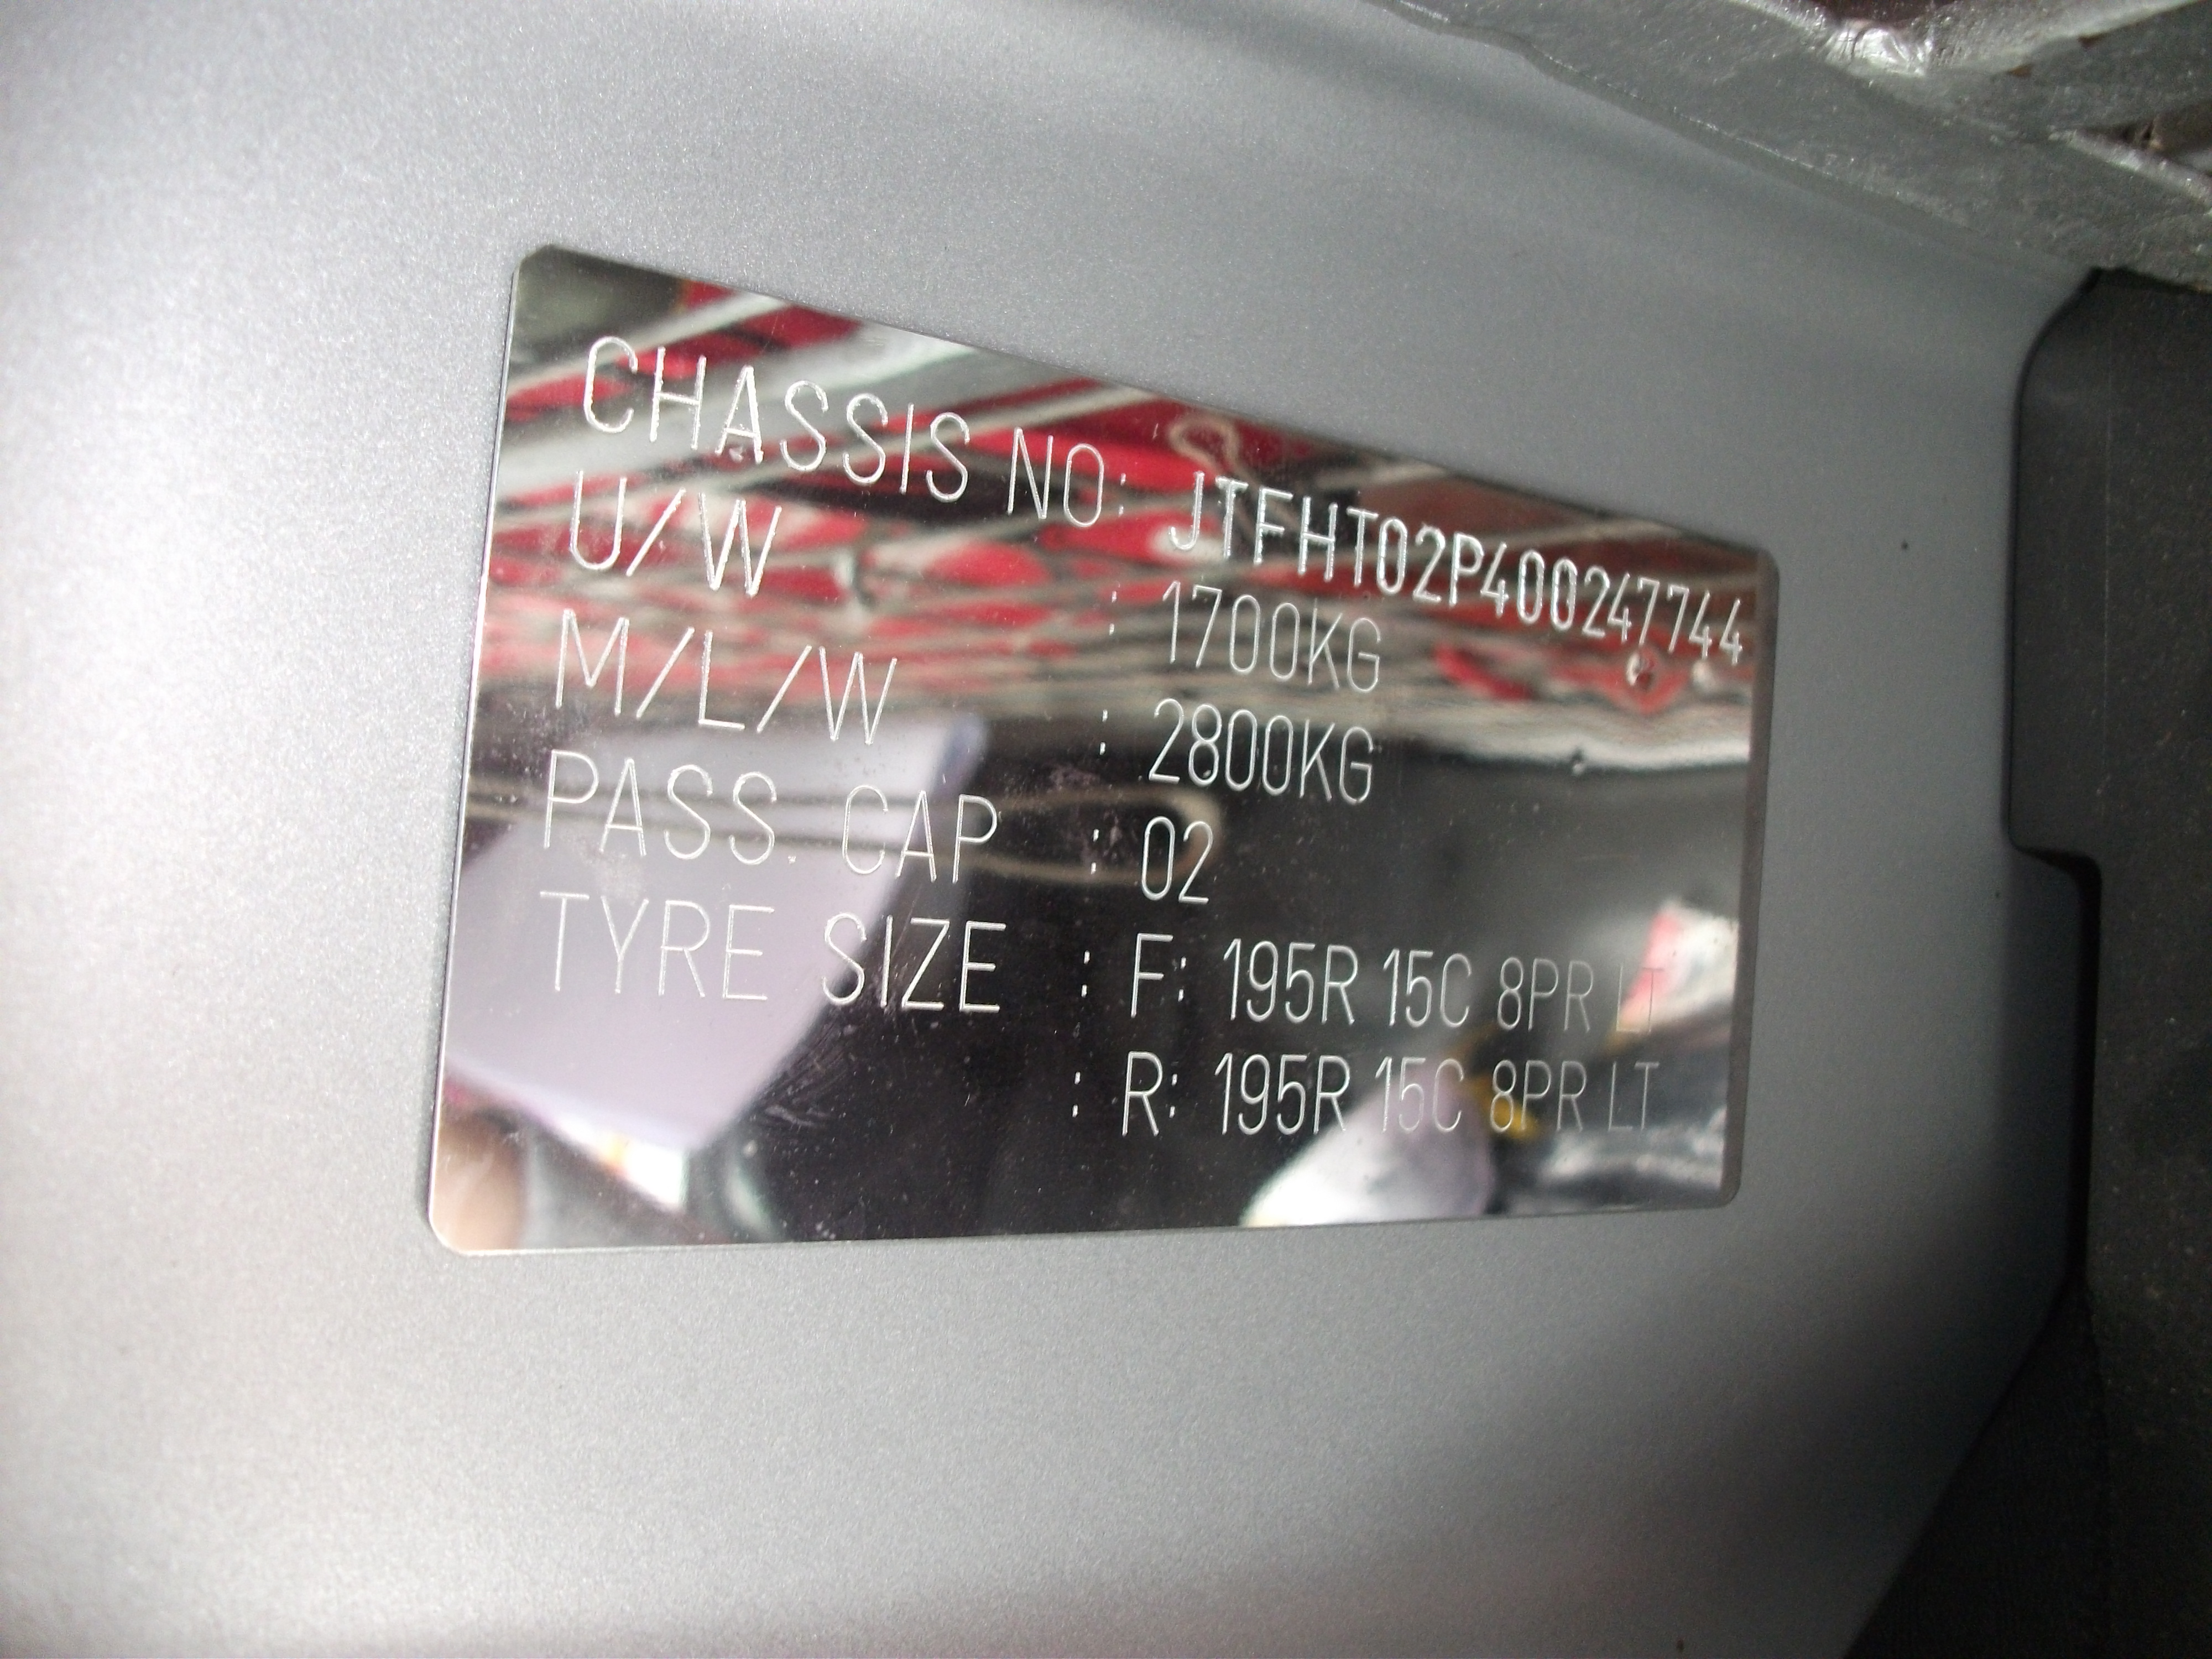 CHASSIS NO: JTFHT02P400247744
U/W : 1700KG
M/L/W : 2800KG
PASS. CAP : 02
TYRE SIZE : F: 195R 15C 8PR LT
: R: 195R 15C 8PR LT